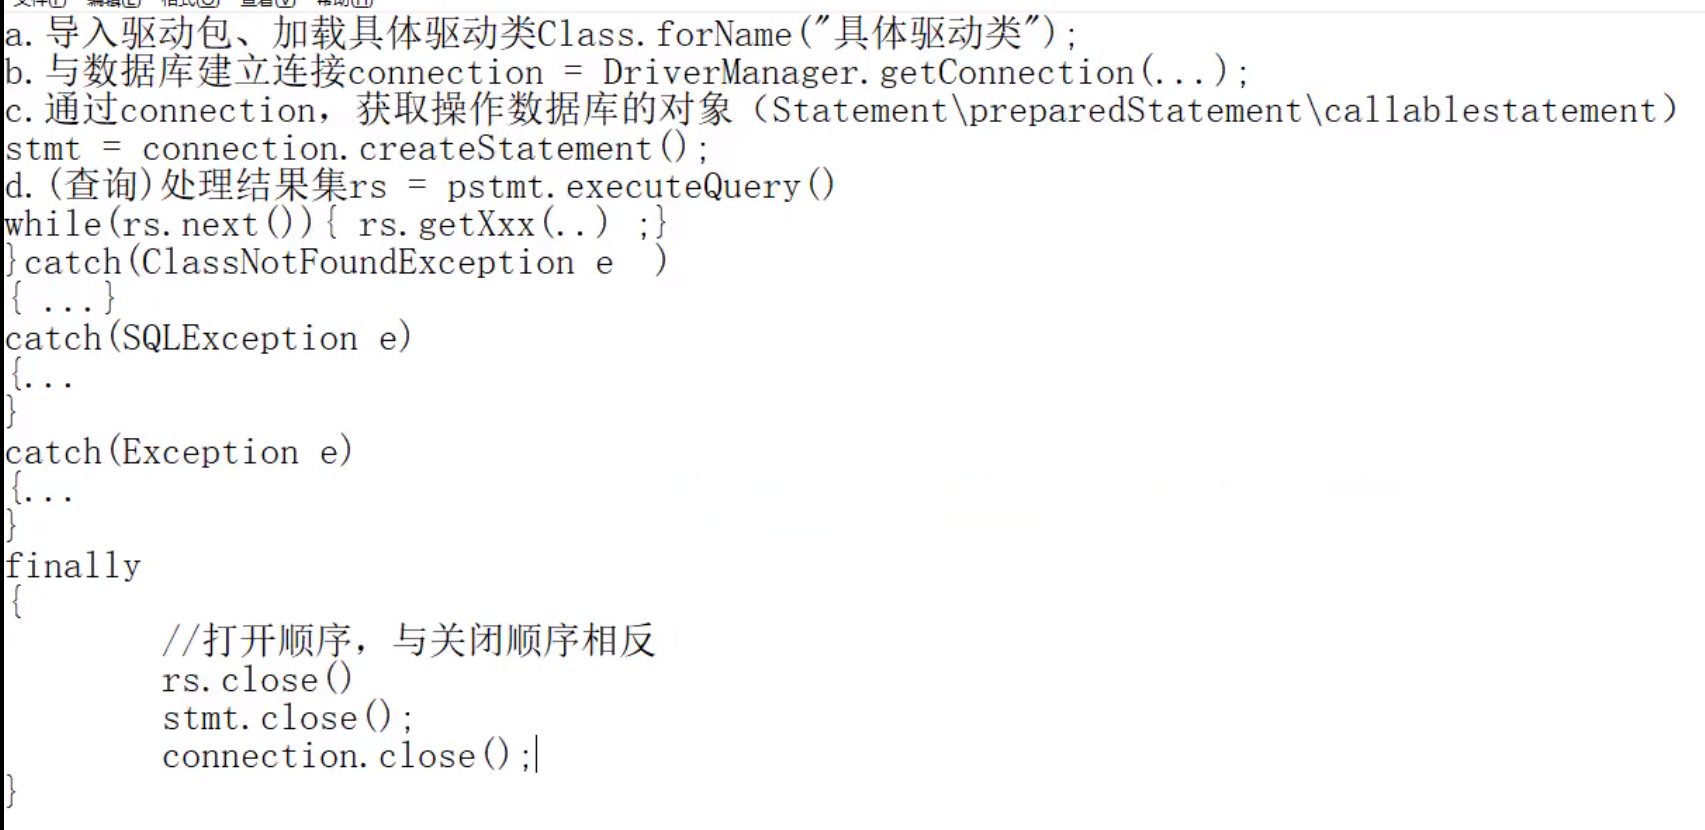 a.导入驱动包、加载具体驱动类Class.forName("具体驱动类");
b.与数据库建立连接connection = DriverManager.getConnection(...);
c.通过connection，获取操作数据库的对象（Statement\preparedStatement\callablestatement）
stmt = connection.createStatement();
d.(查询)处理结果集rs = pstmt.executeQuery()
while(rs.next()){ rs.getXxx(..) ;}
}catch(ClassNotFoundException e  )
{ ...}
catch(SQLException e)
{...
}
catch(Exception e)
{...
}
finally
{
//打开顺序，与关闭顺序相反
rs.close()
stmt.close();
connection.close();
}